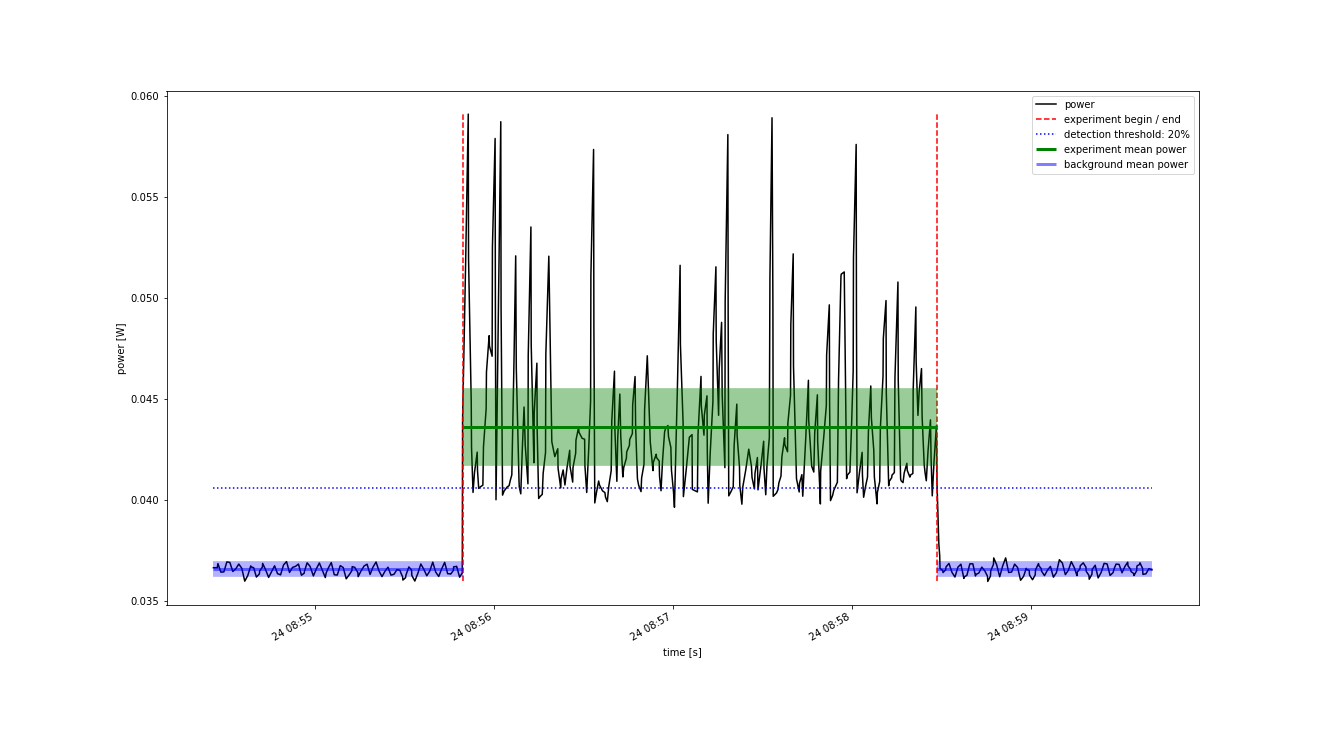 0.060
0.055
0.050
0.045
0.040
0.035
power [W]
24 08:55
24 08:56
24 08:57
24 08:58
24 08:59
time [s]
power
experiment begin / end
detection threshold: 20%
experiment mean power
background mean power